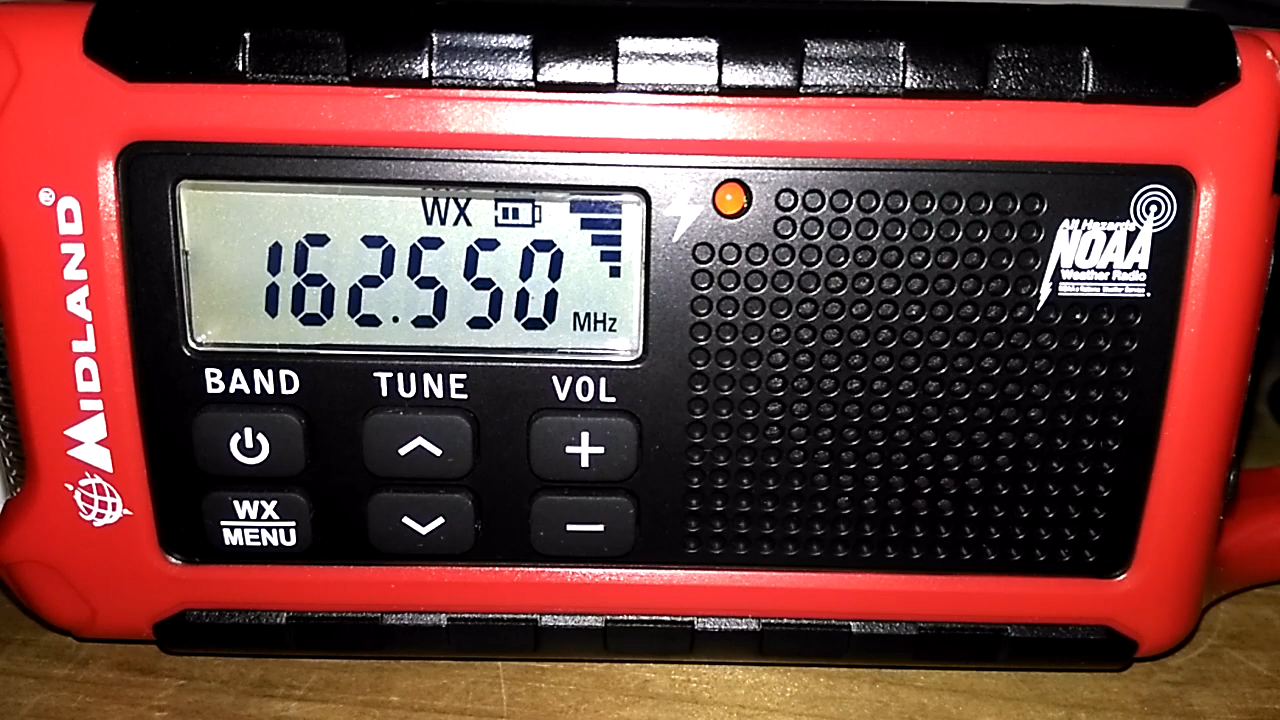 MIDLAND®
WX
162.550 MHz
BAND TUNE VOL
WX
MENU
All Hazards
NOAA
Weather Radio